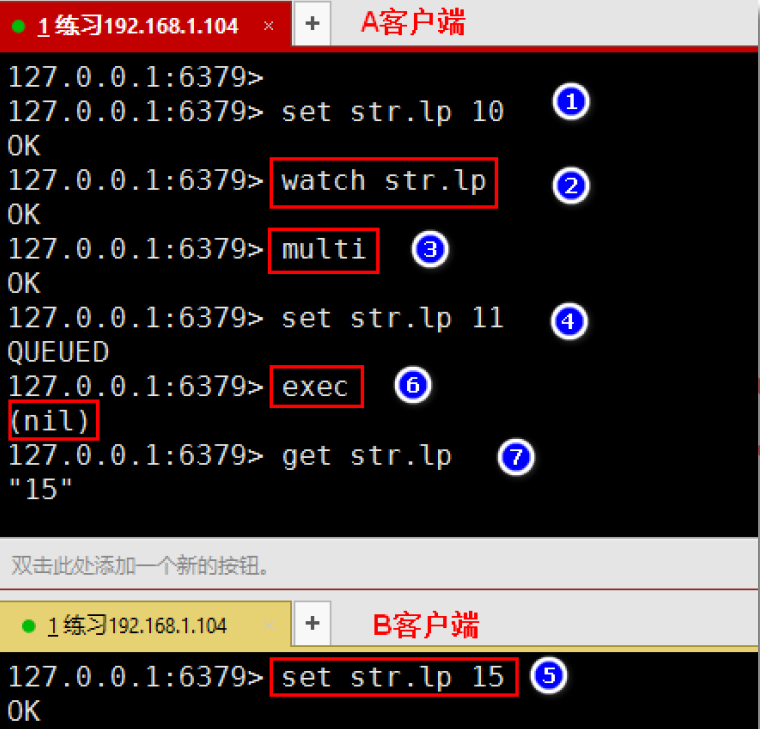 1 练习192.168.1.104 × + A客户端
127.0.0.1:6379>
127.0.0.1:6379> set str.lp 10 1
OK
127.0.0.1:6379> watch str.lp 2
OK
127.0.0.1:6379> multi 3
OK
127.0.0.1:6379> set str.lp 11 4
QUEUED
127.0.0.1:6379> exec 6
(nil)
127.0.0.1:6379> get str.lp 7
"15"
双击此处添加一个新的按钮。
1 练习192.168.1.104 × + B客户端
127.0.0.1:6379> set str.lp 15 5
OK